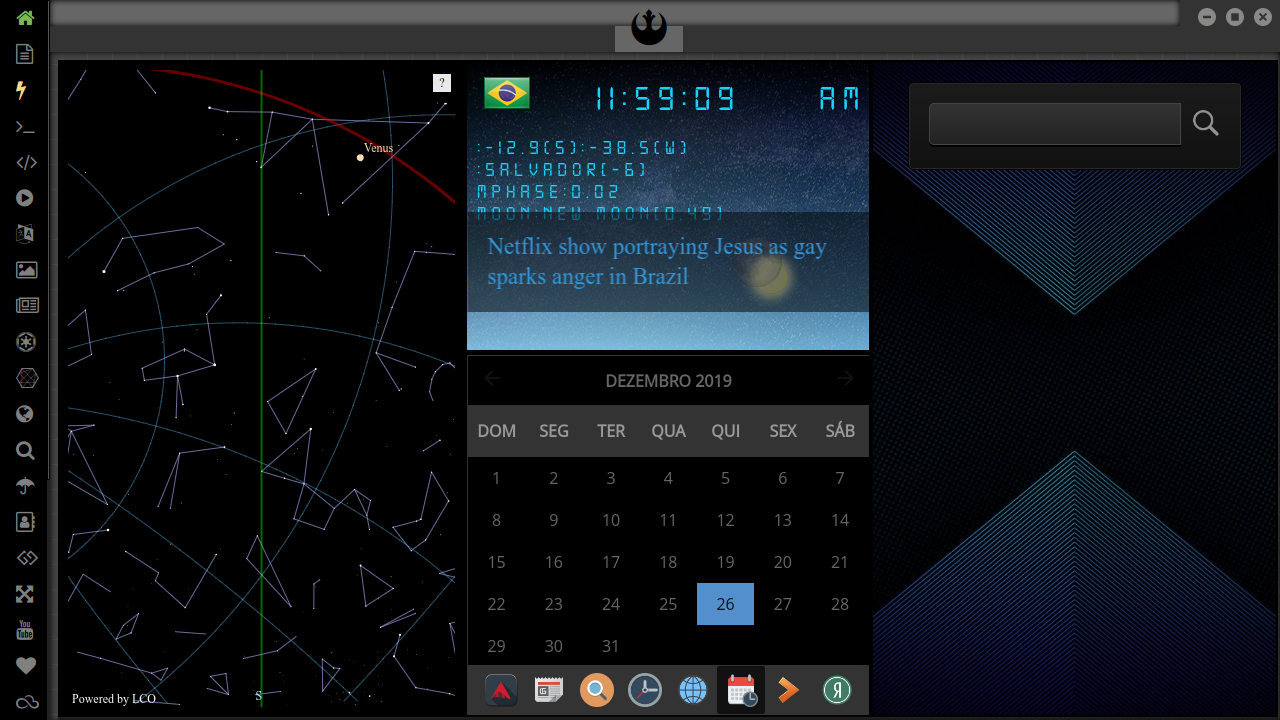 ?
Venus
Powered by LCO
S
11:59:09 AM
:-12.9(S):-38.5(W)
:SALVADOR(-6)
MPHASE:0.02
MOON:NEW MOON(0.49)
Netflix show portraying Jesus as gay
sparks anger in Brazil
DEZEMBRO 2019
DOM SEG TER QUA QUI SEX SÁB
1 2 3 4 5 6 7
8 9 10 11 12 13 14
15 16 17 18 19 20 21
22 23 24 25 26 27 28
29 30 31
You
Tube
Я